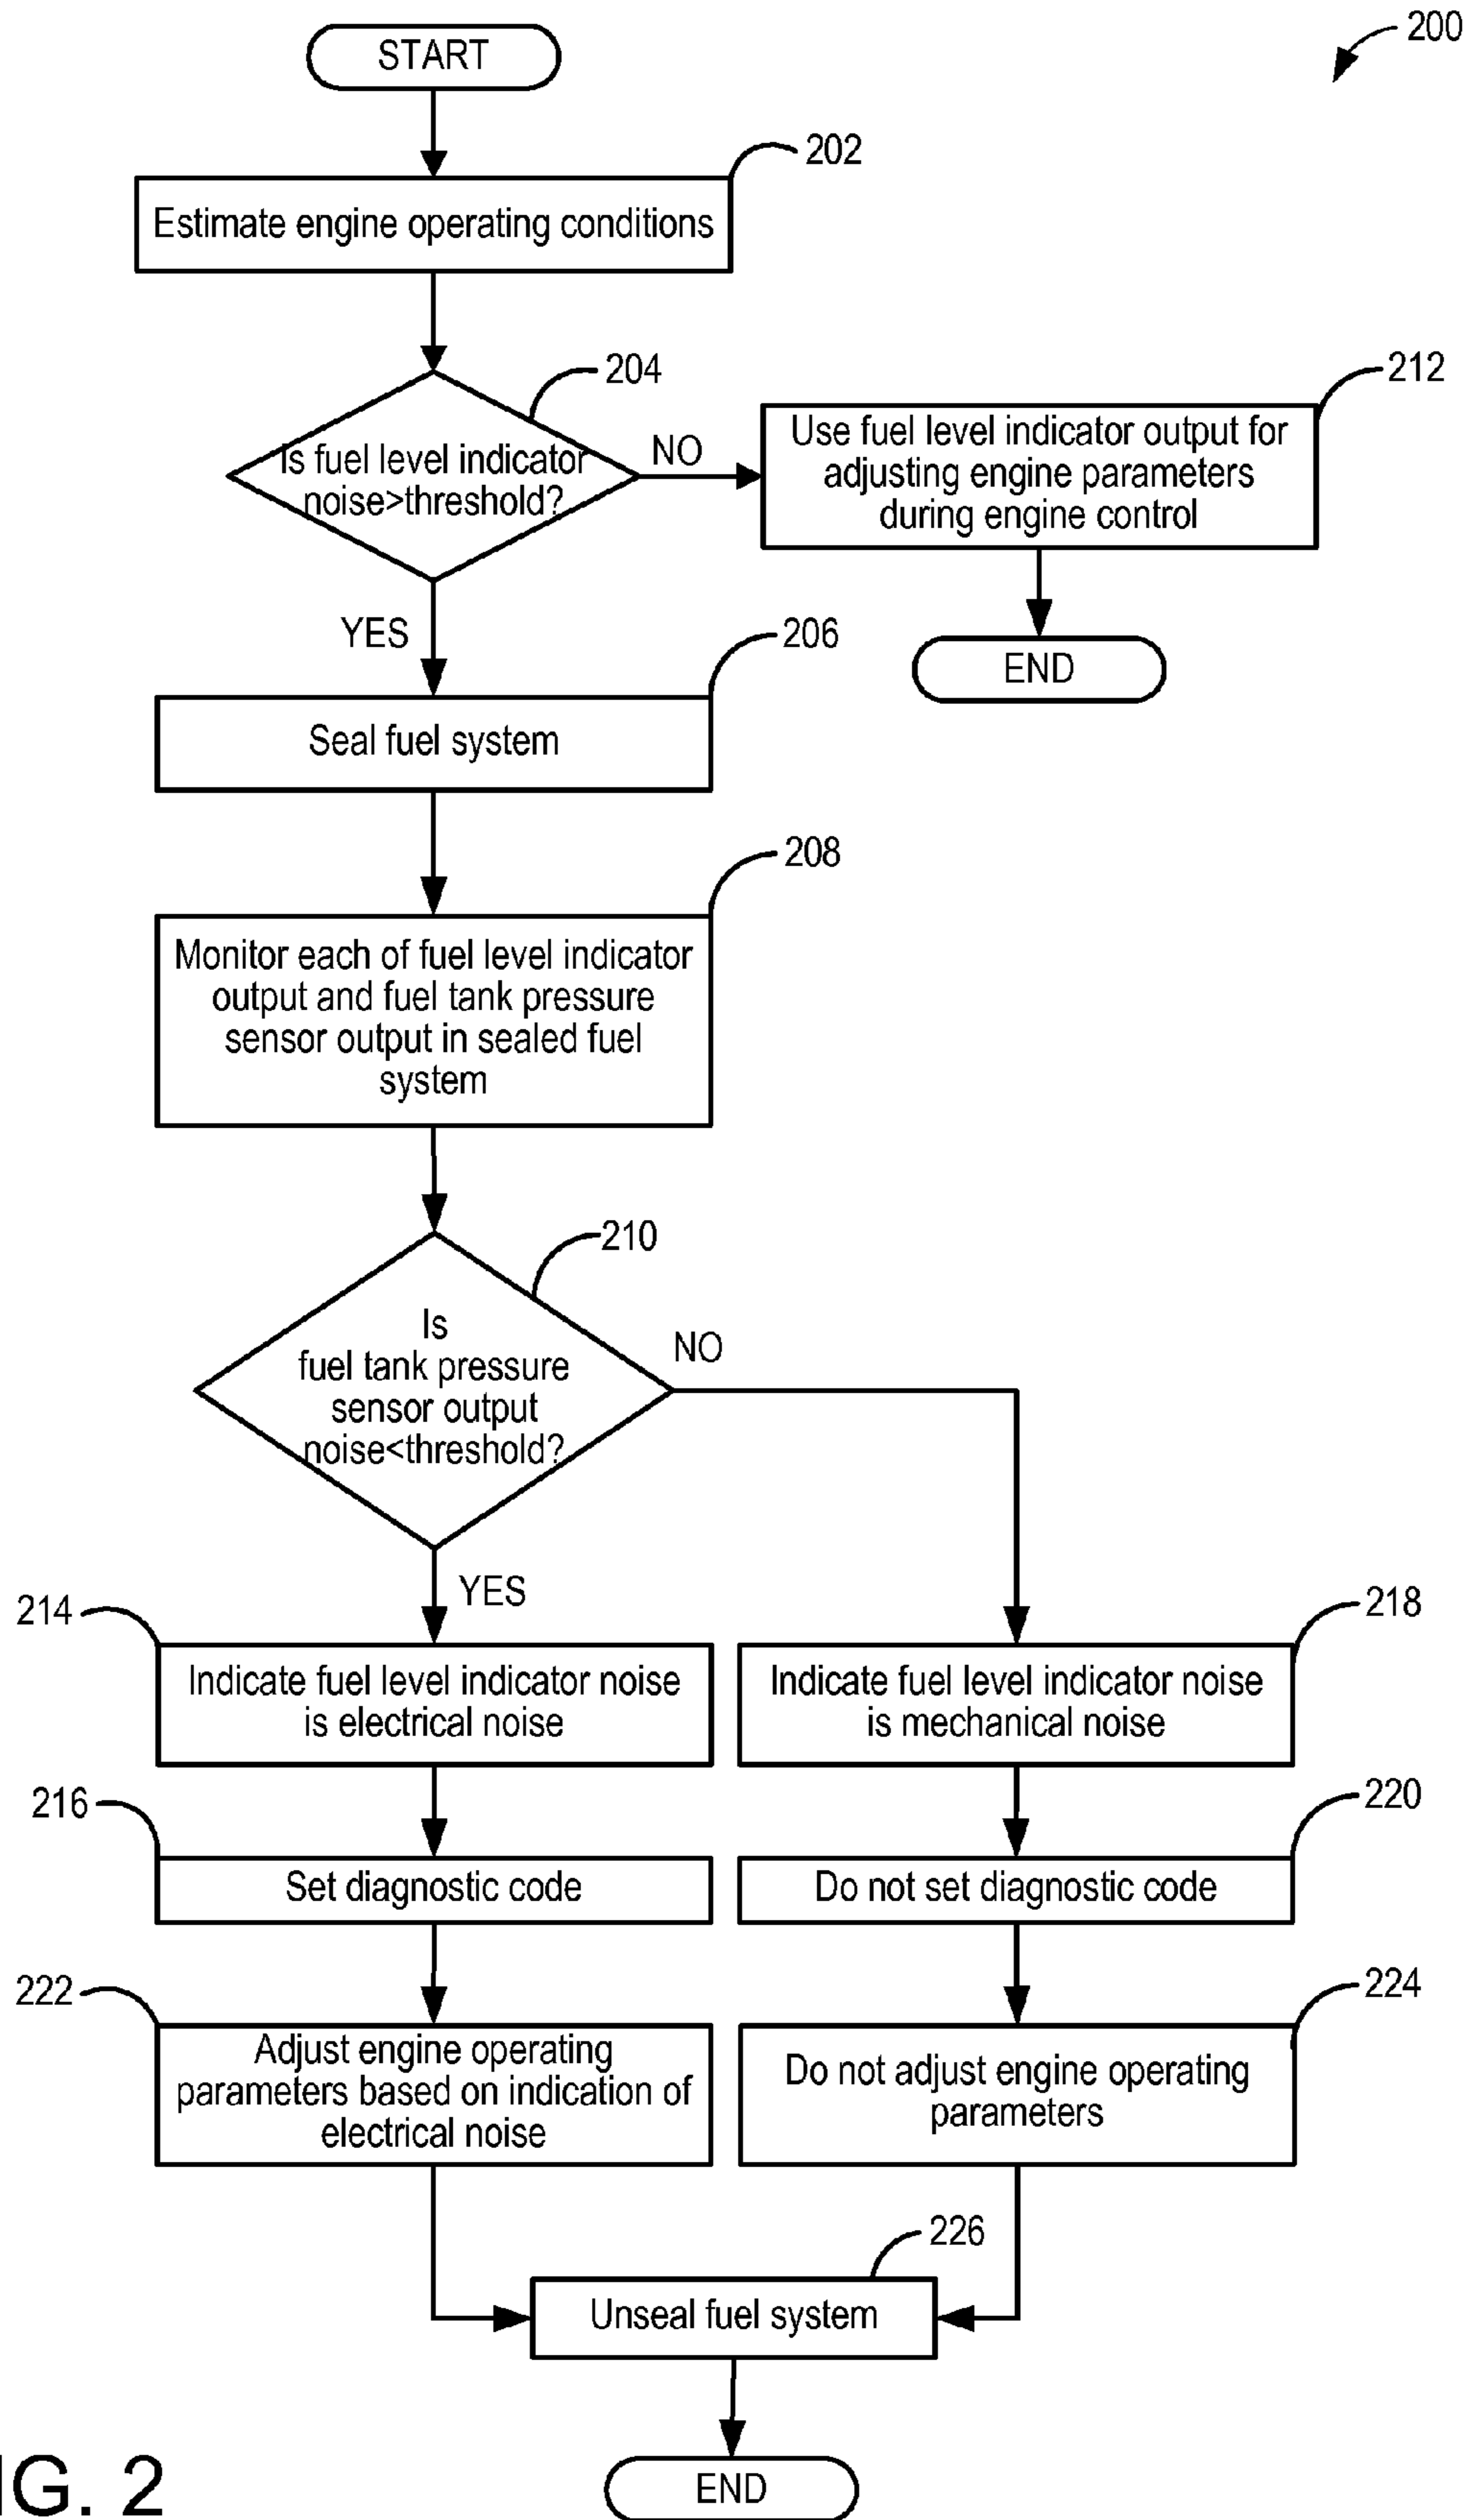 200
START
202
Estimate engine operating conditions
204
Is fuel level indicator
noise>threshold?
NO
212
Use fuel level indicator output for
adjusting engine parameters
during engine control
END
YES
206
Seal fuel system
208
Monitor each of fuel level indicator
output and fuel tank pressure
sensor output in sealed fuel
system
210
Is
fuel tank pressure
sensor output
noise<threshold?
NO
YES
214
Indicate fuel level indicator noise
is electrical noise
218
Indicate fuel level indicator noise
is mechanical noise
216
Set diagnostic code
220
Do not set diagnostic code
222
Adjust engine operating
parameters based on indication of
electrical noise
224
Do not adjust engine operating
parameters
226
Unseal fuel system
END
IG. 2